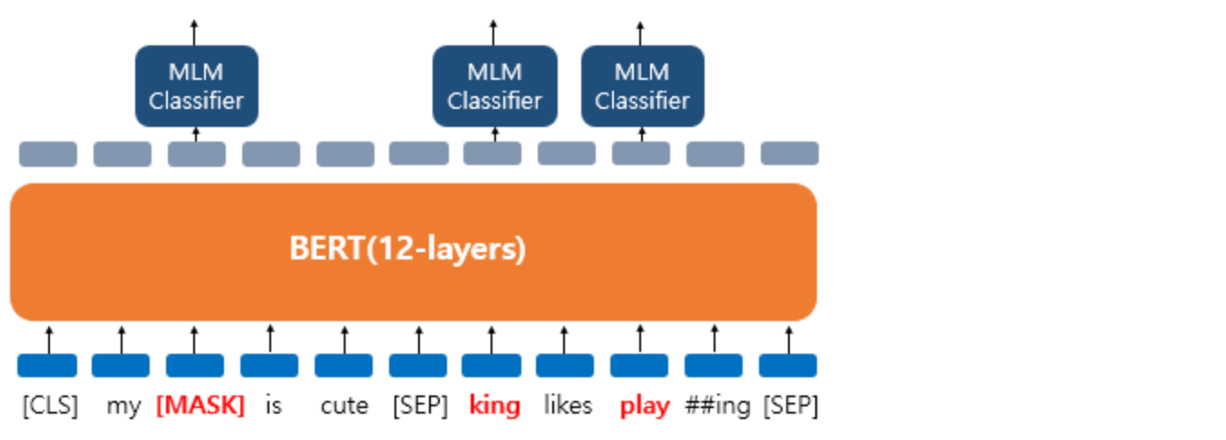 MLM
Classifier
MLM
Classifier
MLM
Classifier
BERT(12-layers)
[CLS] my [MASK] is cute [SEP] king likes play ##ing [SEP]